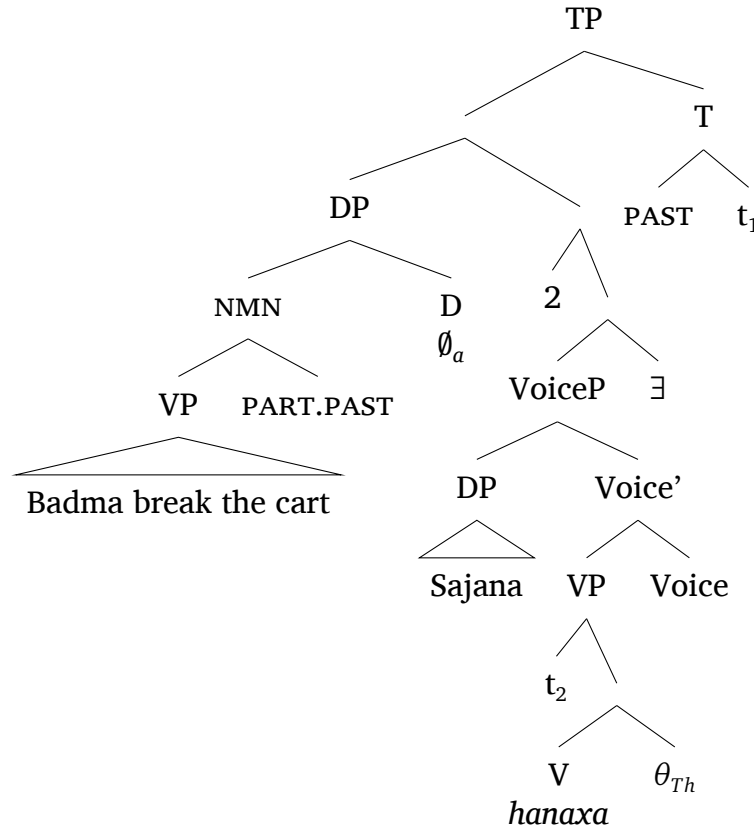 TP
T
DP
PAST t₁
NMN D 2
∅ₐ
VP PART.PAST VoiceP ∃
Badma break the cart DP Voice’
Sajana VP Voice
t₂
V θ_Th
hanaxa